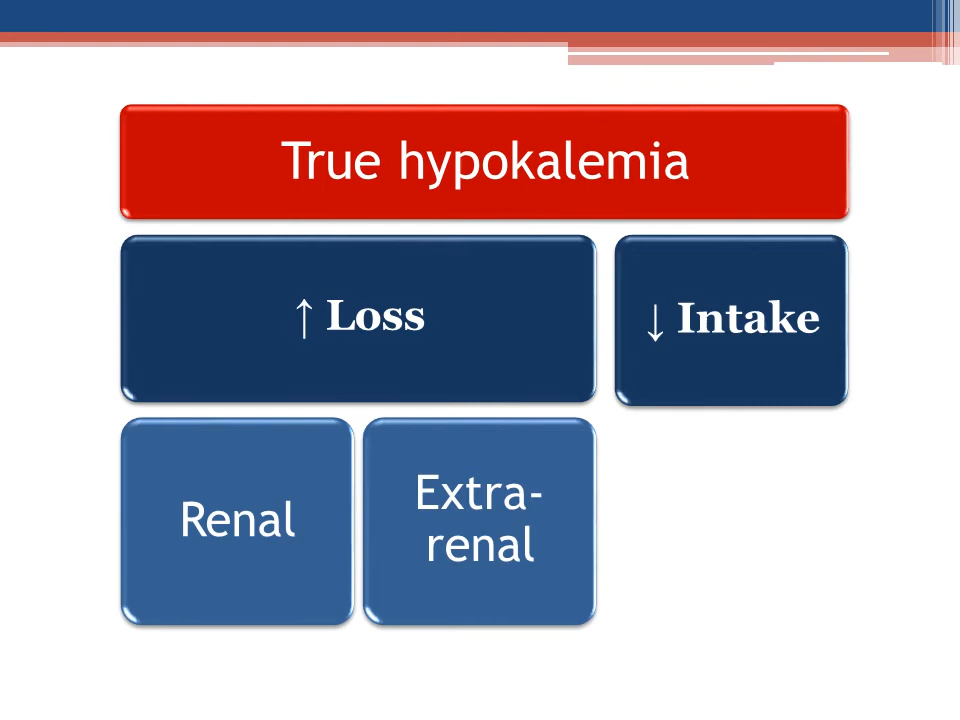 True hypokalemia
↑ Loss
↓ Intake
Renal
Extra-
renal